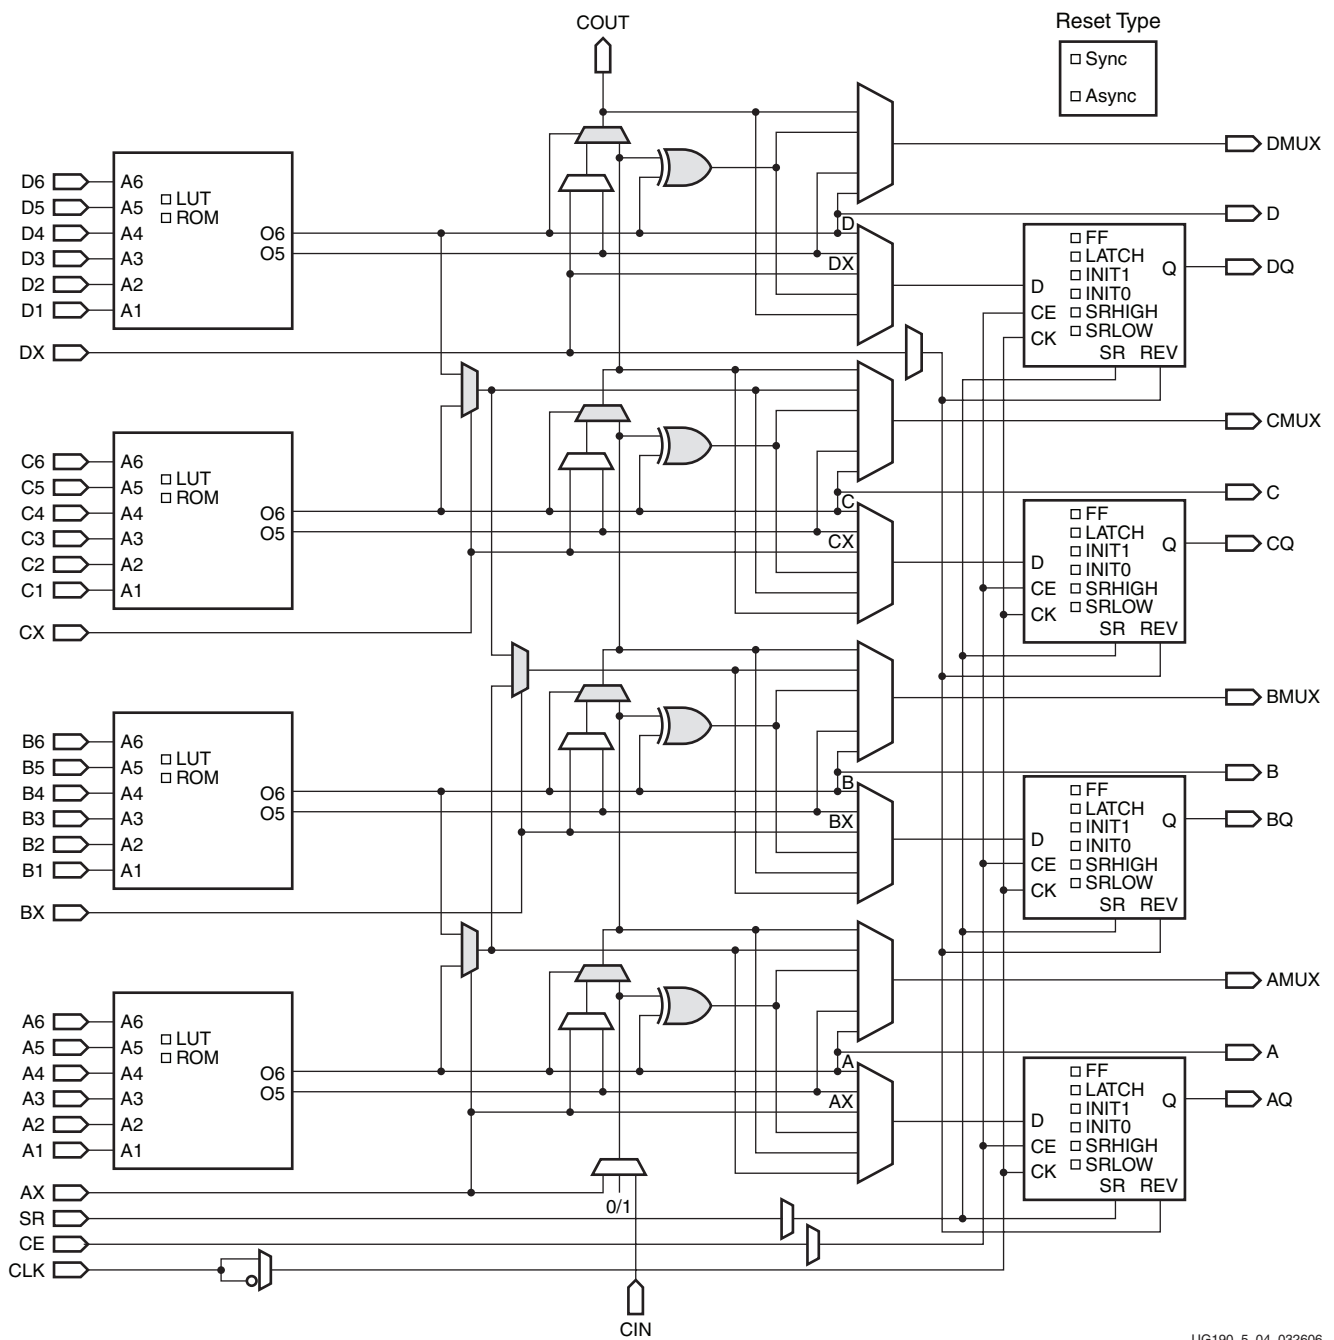 COUT
Reset Type
Sync
Async
DMUX
D6
D5
D4
D3
D2
D1
A6
A5
A4
A3
A2
A1
LUT
ROM
O6
O5
D
DX
D
FF
LATCH
INIT1
INIT0
SRHIGH
SRLOW
D
CE
CK
Q
SR REV
DQ
DX
CMUX
C6
C5
C4
C3
C2
C1
A6
A5
A4
A3
A2
A1
LUT
ROM
O6
O5
C
CX
C
FF
LATCH
INIT1
INIT0
SRHIGH
SRLOW
D
CE
CK
Q
SR REV
CQ
CX
BMUX
B6
B5
B4
B3
B2
B1
A6
A5
A4
A3
A2
A1
LUT
ROM
O6
O5
B
BX
B
FF
LATCH
INIT1
INIT0
SRHIGH
SRLOW
D
CE
CK
Q
SR REV
BQ
BX
AMUX
A6
A5
A4
A3
A2
A1
A6
A5
A4
A3
A2
A1
LUT
ROM
O6
O5
A
AX
A
FF
LATCH
INIT1
INIT0
SRHIGH
SRLOW
D
CE
CK
Q
SR REV
AQ
AX
0/1
SR
CE
CLK
CIN
UG190_5_04_032606